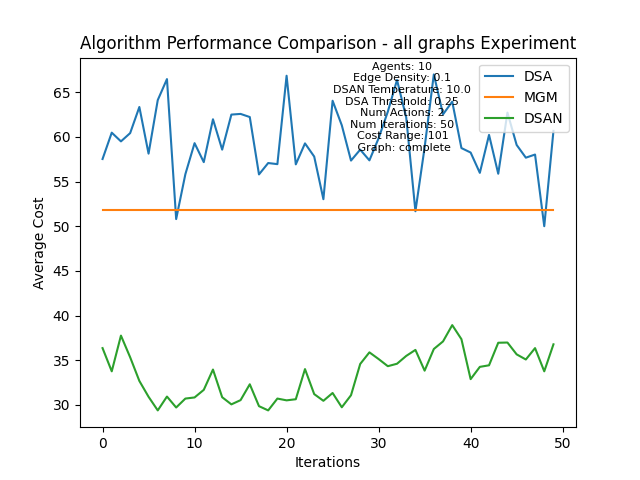 Algorithm Performance Comparison - all graphs Experiment
Agents: 10
Edge Density: 0.1
DSAN Temperature: 10.0
DSA Threshold: 0.25
Num Actions: 2
Num Iterations: 50
Cost Range: 101
Graph: complete
DSA
MGM
DSAN
Average Cost
65
60
55
50
45
40
35
30
0
10
20
30
40
50
Iterations